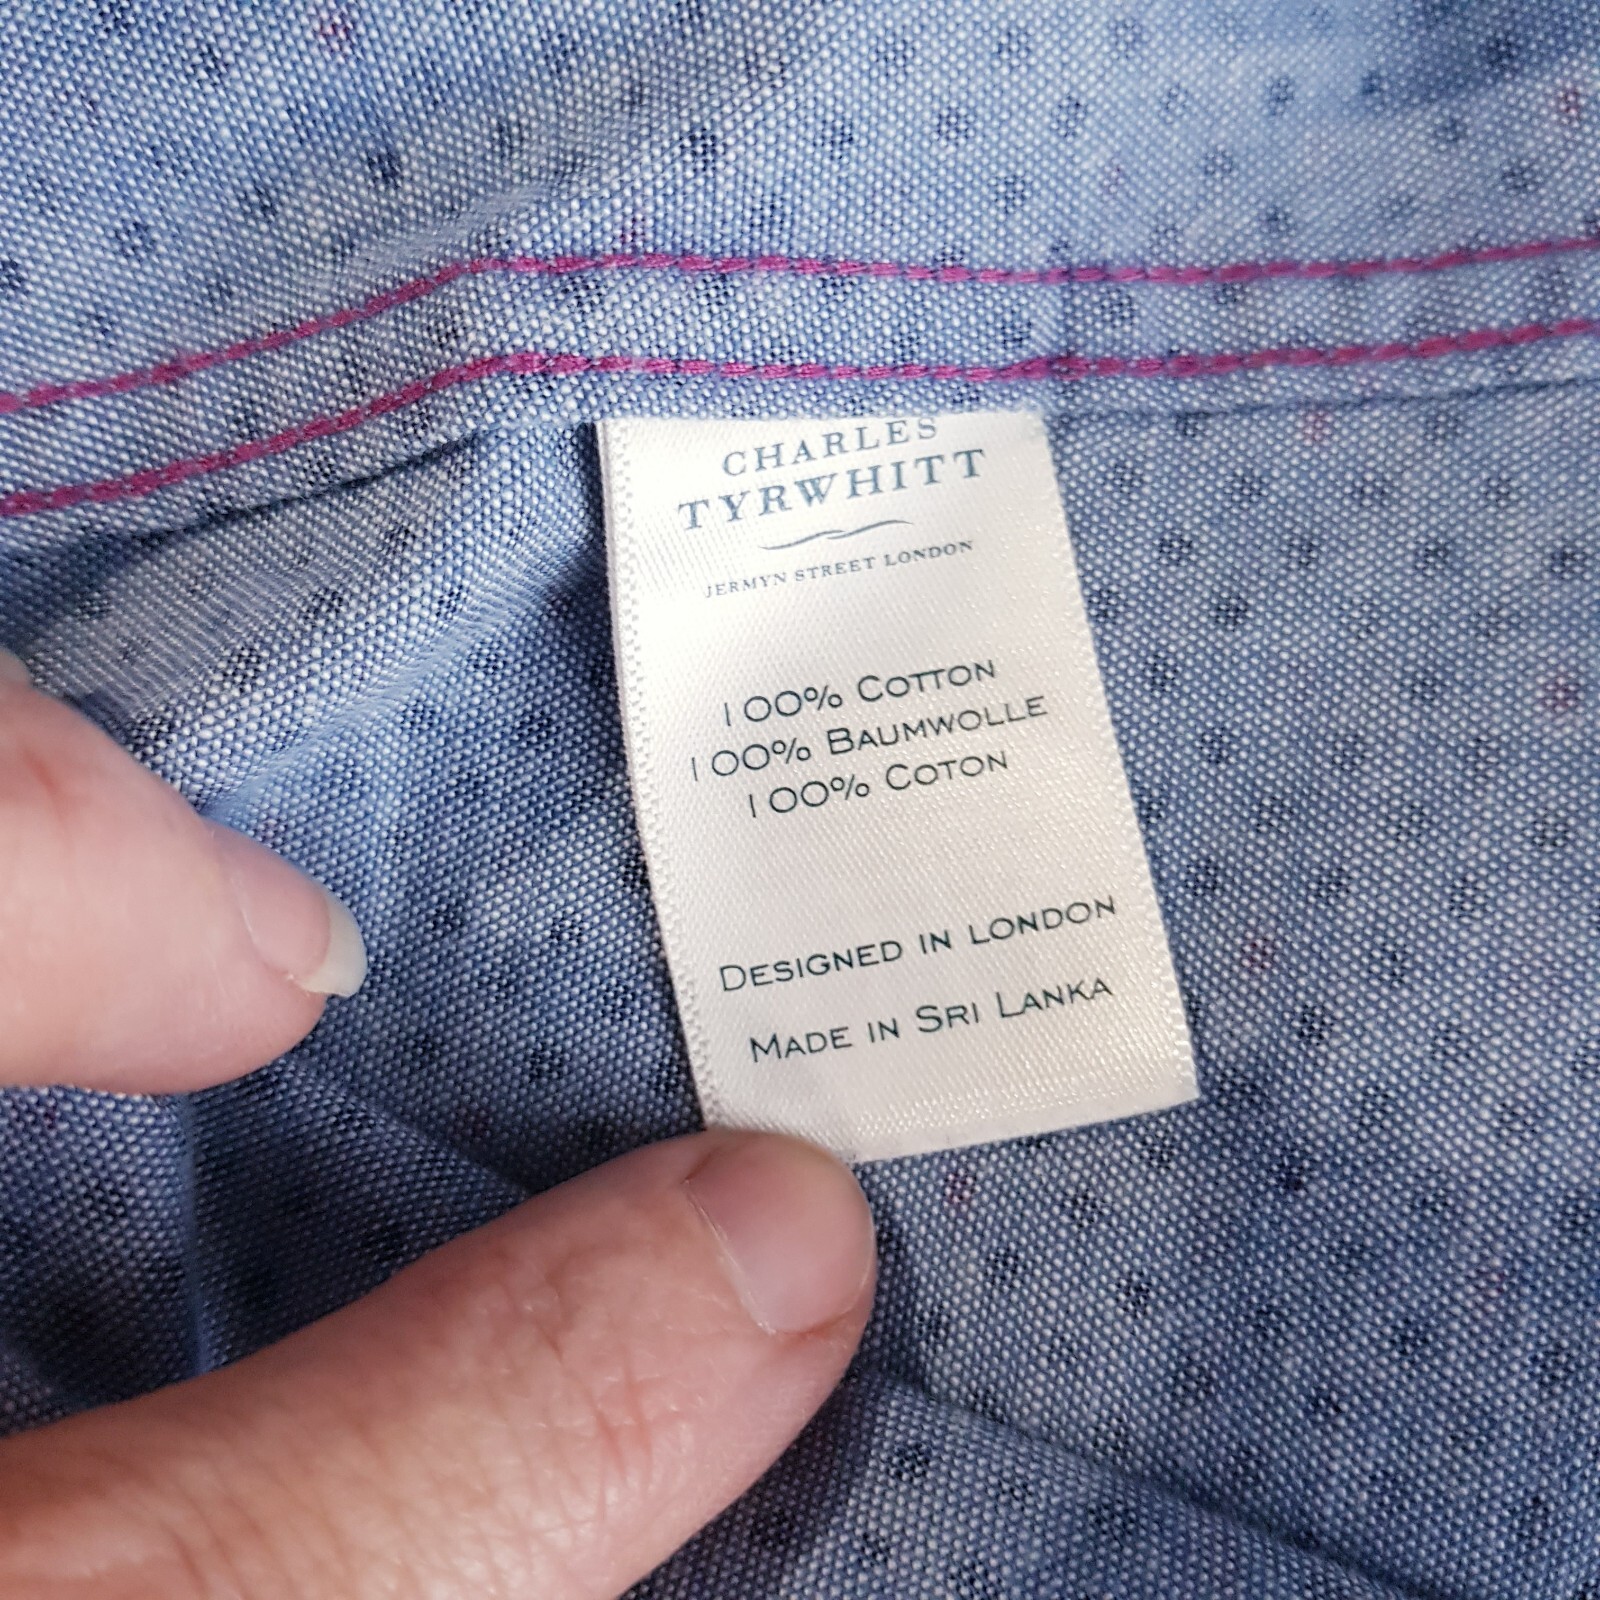 CHARLES
TYRWHITT
JERMYN STREET LONDON
100% COTTON
100% BAUMWOLLE
100% COTON
DESIGNED IN LONDON
MADE IN SRI LANKA